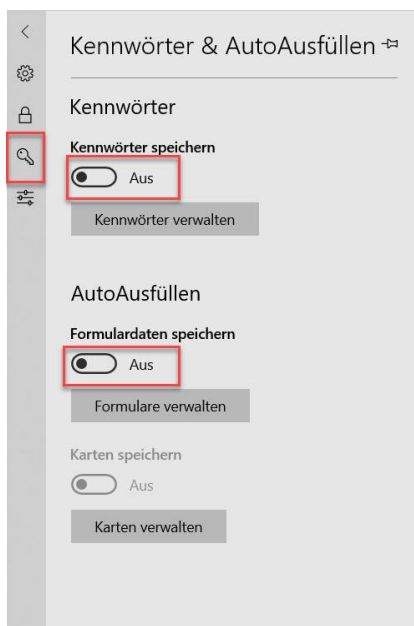 Kennwörter & AutoAusfüllen
Kennwörter
Kennwörter speichern
Aus
Kennwörter verwalten
AutoAusfüllen
Formulardaten speichern
Aus
Formulare verwalten
Karten speichern
Aus
Karten verwalten